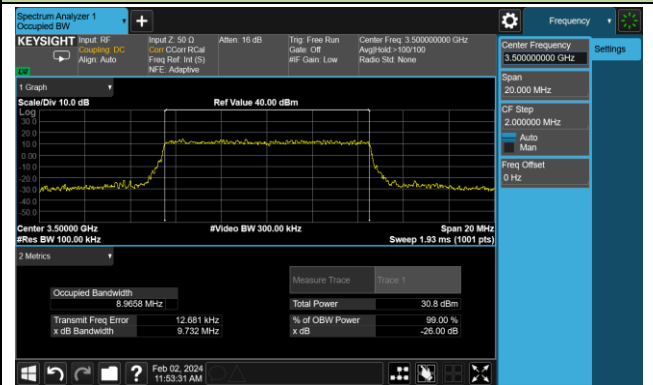 Spectrum Analyzer 1
Occupied BW
Frequency
KEYSIGHT Input: RF
Coupling: DC
Align: Auto
Input Z: 50 Ω
Corr CCorr RCal
Freq Ref: Int (S)
NFE: Adaptive
Atten: 16 dB
Trig: Free Run
Gate: Off
#IF Gain: Low
Center Freq: 3.500000000 GHz
Avg|Hold:>100/100
Radio Std: None
Center Frequency
3.500000000 GHz
Settings
Span
20.000 MHz
CF Step
2.000000 MHz
Auto
Man
Freq Offset
0 Hz
1 Graph
Scale/Div 10.0 dB
Ref Value 40.00 dBm
Log
30.0
20.0
10.0
0.00
-10.0
-20.0
-30.0
-40.0
-50.0
Center 3.50000 GHz
#Video BW 300.00 kHz
Span 20 MHz
#Res BW 100.00 kHz
Sweep 1.93 ms (1001 pts)
2 Metrics
Measure Trace
Trace 1
Occupied Bandwidth
8.9658 MHz
Total Power
30.8 dBm
Transmit Freq Error
12.681 kHz
% of OBW Power
99.00 %
x dB Bandwidth
9.732 MHz
x dB
-26.00 dB
?
Feb 02, 2024
11:53:31 AM